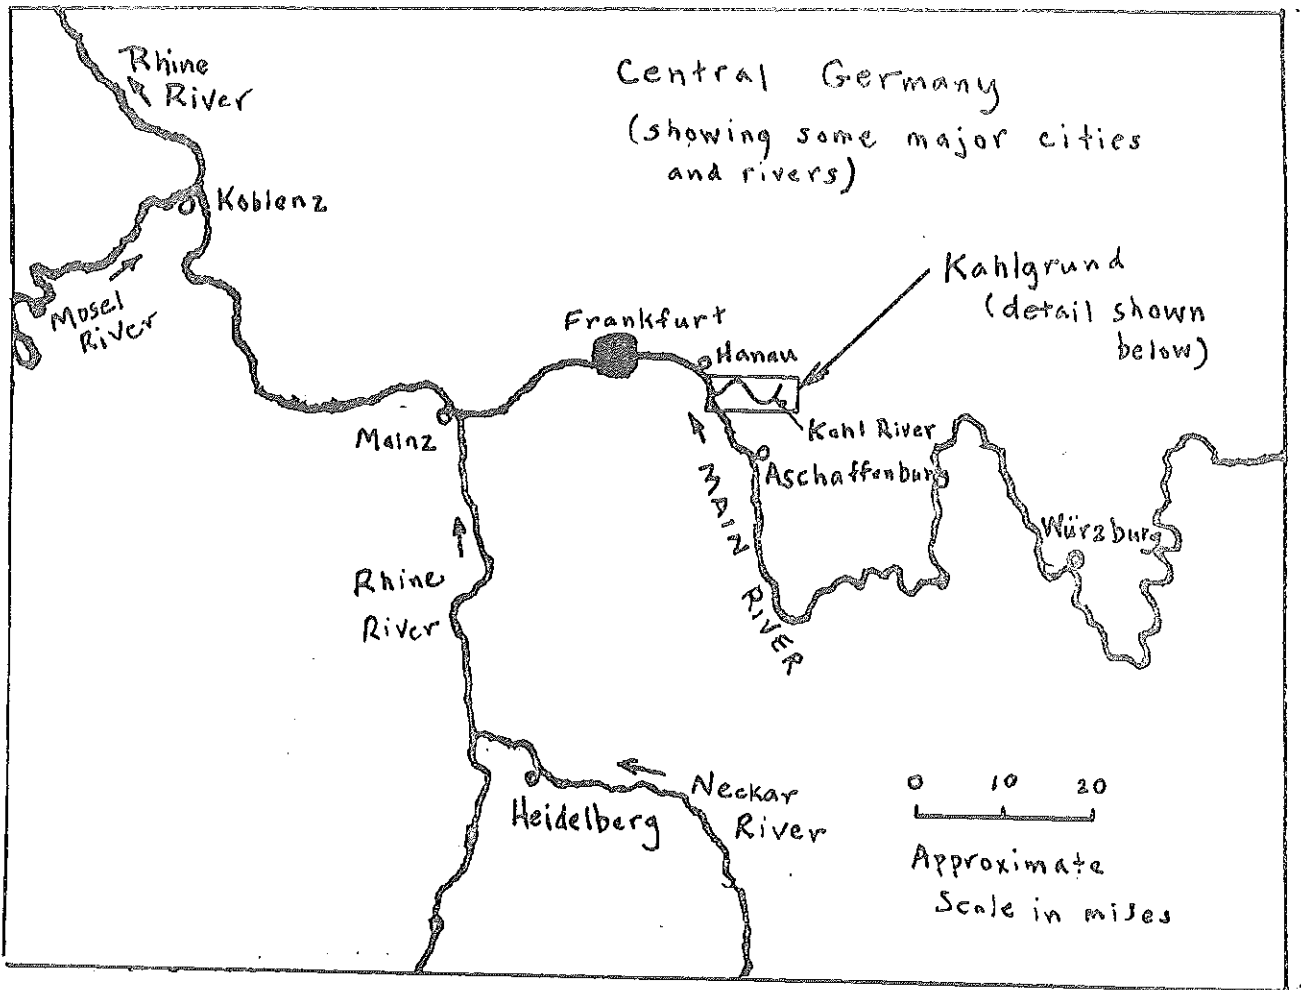 Rhine
River
Central Germany
(showing some major cities
and rivers)
Koblenz
Kahlgrund
(detail shown
below)
Mosel
River
Frankfurt
Hanau
Mainz
Kahl River
Aschaffenburg
MAIN RIVER
Würzburg
Rhine
River
Neckar
River
Heidelberg
0 10 20
Approximate
Scale in miles